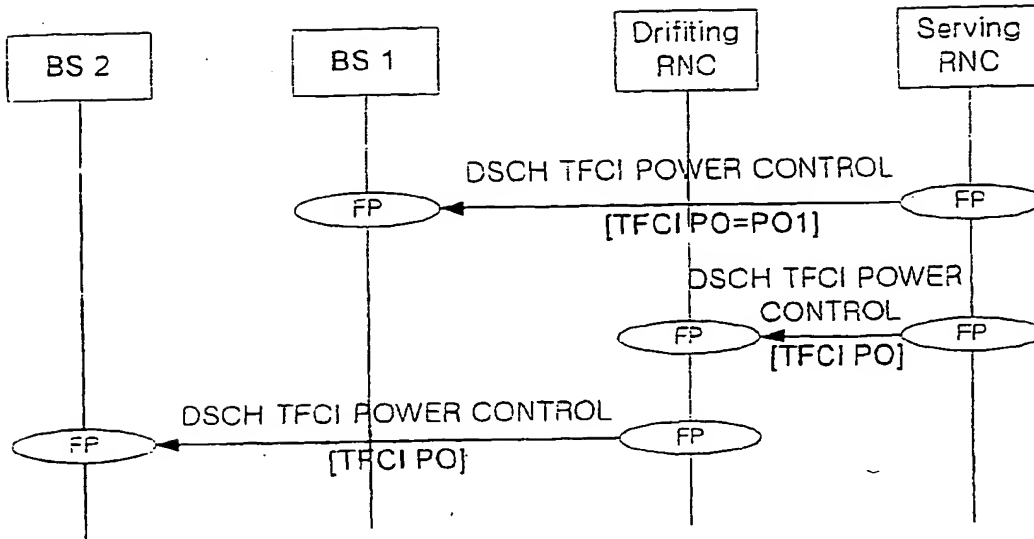 BS 2
BS 1
Drifiting
RNC
Serving
RNC
DSCH TFCI POWER CONTROL
FP
FP
[TFCI PO=PO1]
DSCH TFCI POWER
CONTROL
FP
FP
[TFCI PO]
DSCH TFCI POWER CONTROL
FP
FP
[TFCI PO]